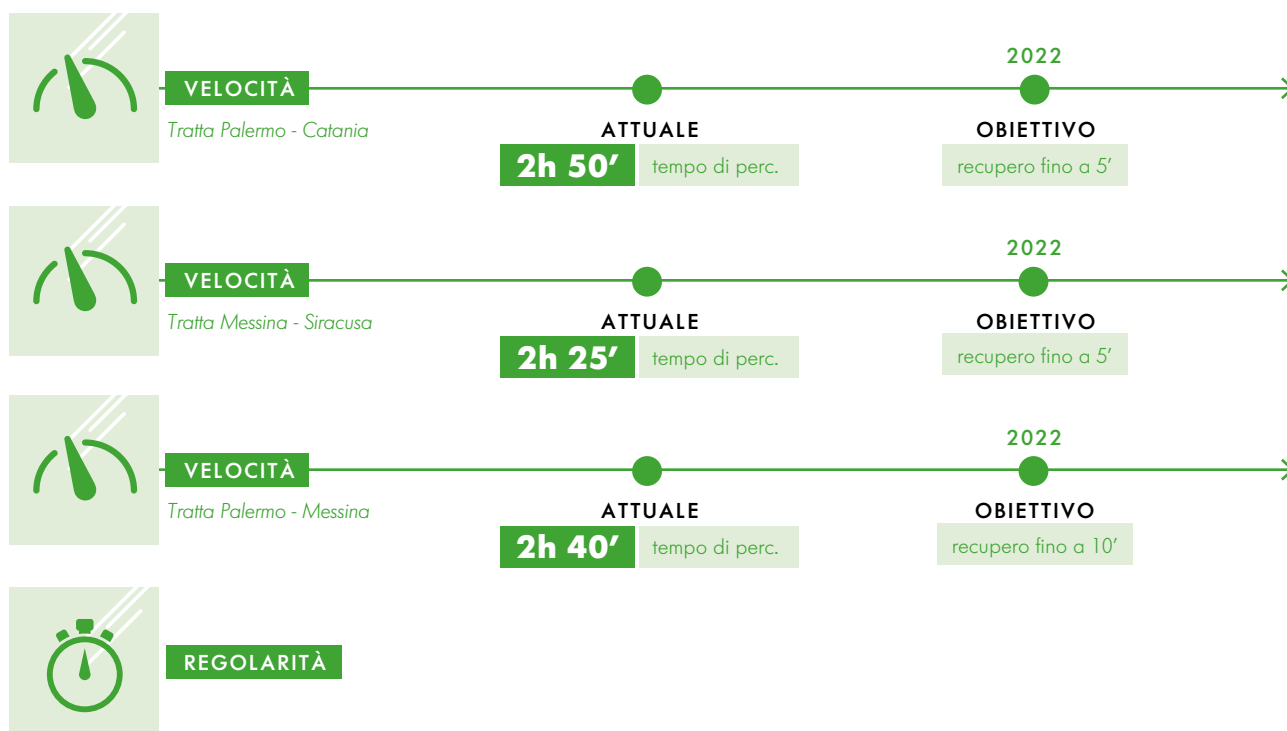 2022
VELOCITÀ
Tratta Palermo - Catania
ATTUALE
OBIETTIVO
2h 50′ tempo di perc.
recupero fino a 5′
2022
VELOCITÀ
Tratta Messina - Siracusa
ATTUALE
OBIETTIVO
2h 25′ tempo di perc.
recupero fino a 5′
2022
VELOCITÀ
Tratta Palermo - Messina
ATTUALE
OBIETTIVO
2h 40′ tempo di perc.
recupero fino a 10′
REGOLARITÀ